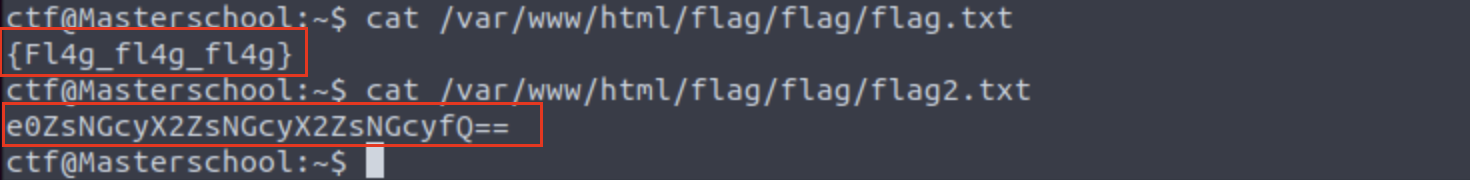 ctf@Masterschool:~$ cat /var/www/html/flag/flag/flag.txt
{Fl4g_fl4g_fl4g}
ctf@Masterschool:~$ cat /var/www/html/flag/flag/flag2.txt
e0ZsNGcyX2ZsNGcyX2ZsNGcyfQ==
ctf@Masterschool:~$